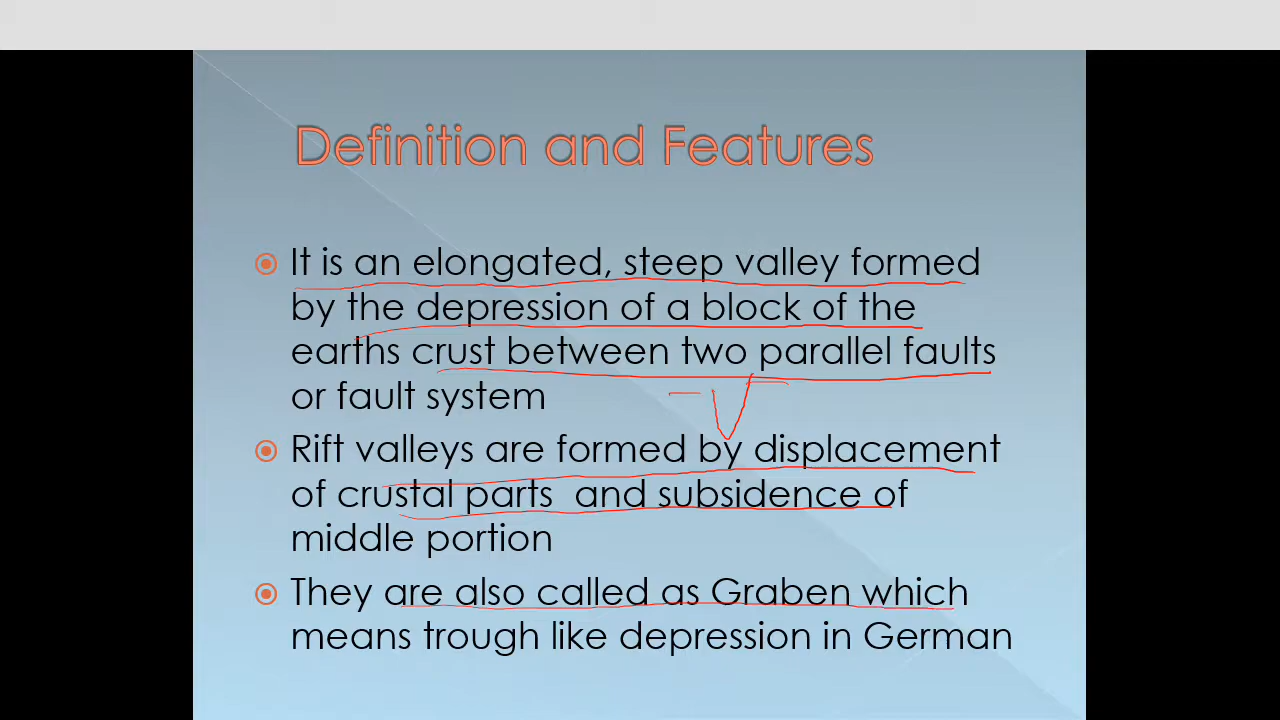 Definition and Features
It is an elongated, steep valley formed
by the depression of a block of the
earths crust between two parallel faults
or fault system
Rift valleys are formed by displacement
of crustal parts and subsidence of
middle portion
They are also called as Graben which
means trough like depression in German